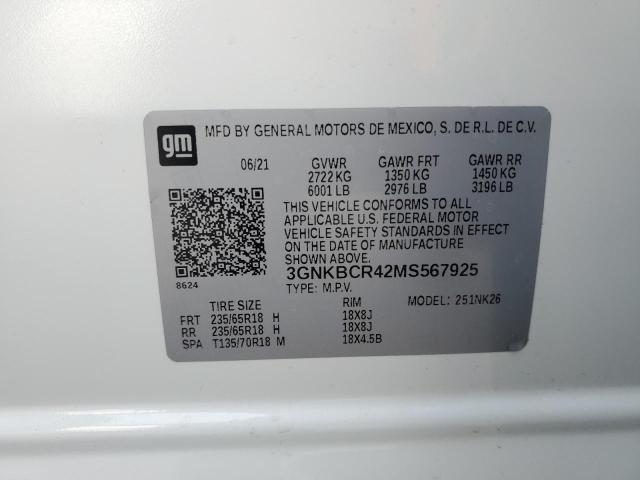 gm MFD BY GENERAL MOTORS DE MEXICO, S. DE R.L. DE C.V.
06/21 GVWR GAWR FRT GAWR RR
2722 KG 1350 KG 1450 KG
6001 LB 2976 LB 3196 LB
THIS VEHICLE CONFORMS TO ALL
APPLICABLE U.S. FEDERAL MOTOR
VEHICLE SAFETY STANDARDS IN EFFECT
ON THE DATE OF MANUFACTURE
SHOWN ABOVE.
3GNKBCR42MS567925
8624 TYPE: M.P.V.
TIRE SIZE RIM MODEL: 251NK26
FRT 235/65R18 H 18X8J
RR 235/65R18 H 18X8J
SPA T135/70R18 M 18X4.5B